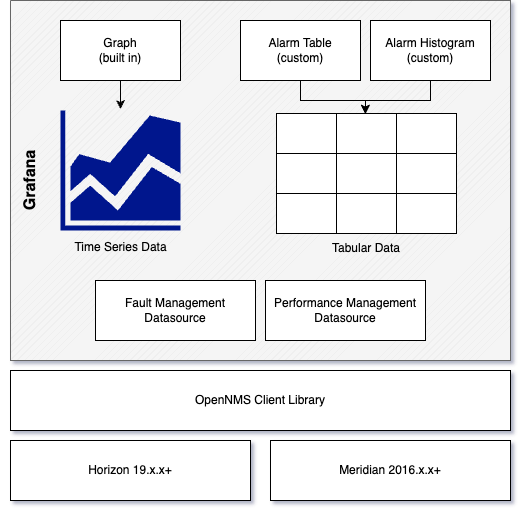 Graph
(built in)
Alarm Table
(custom)
Alarm Histogram
(custom)
Grafana
Time Series Data
Tabular Data
Fault Management
Datasource
Performance Management
Datasource
OpenNMS Client Library
Horizon 19.x.x+
Meridian 2016.x.x+